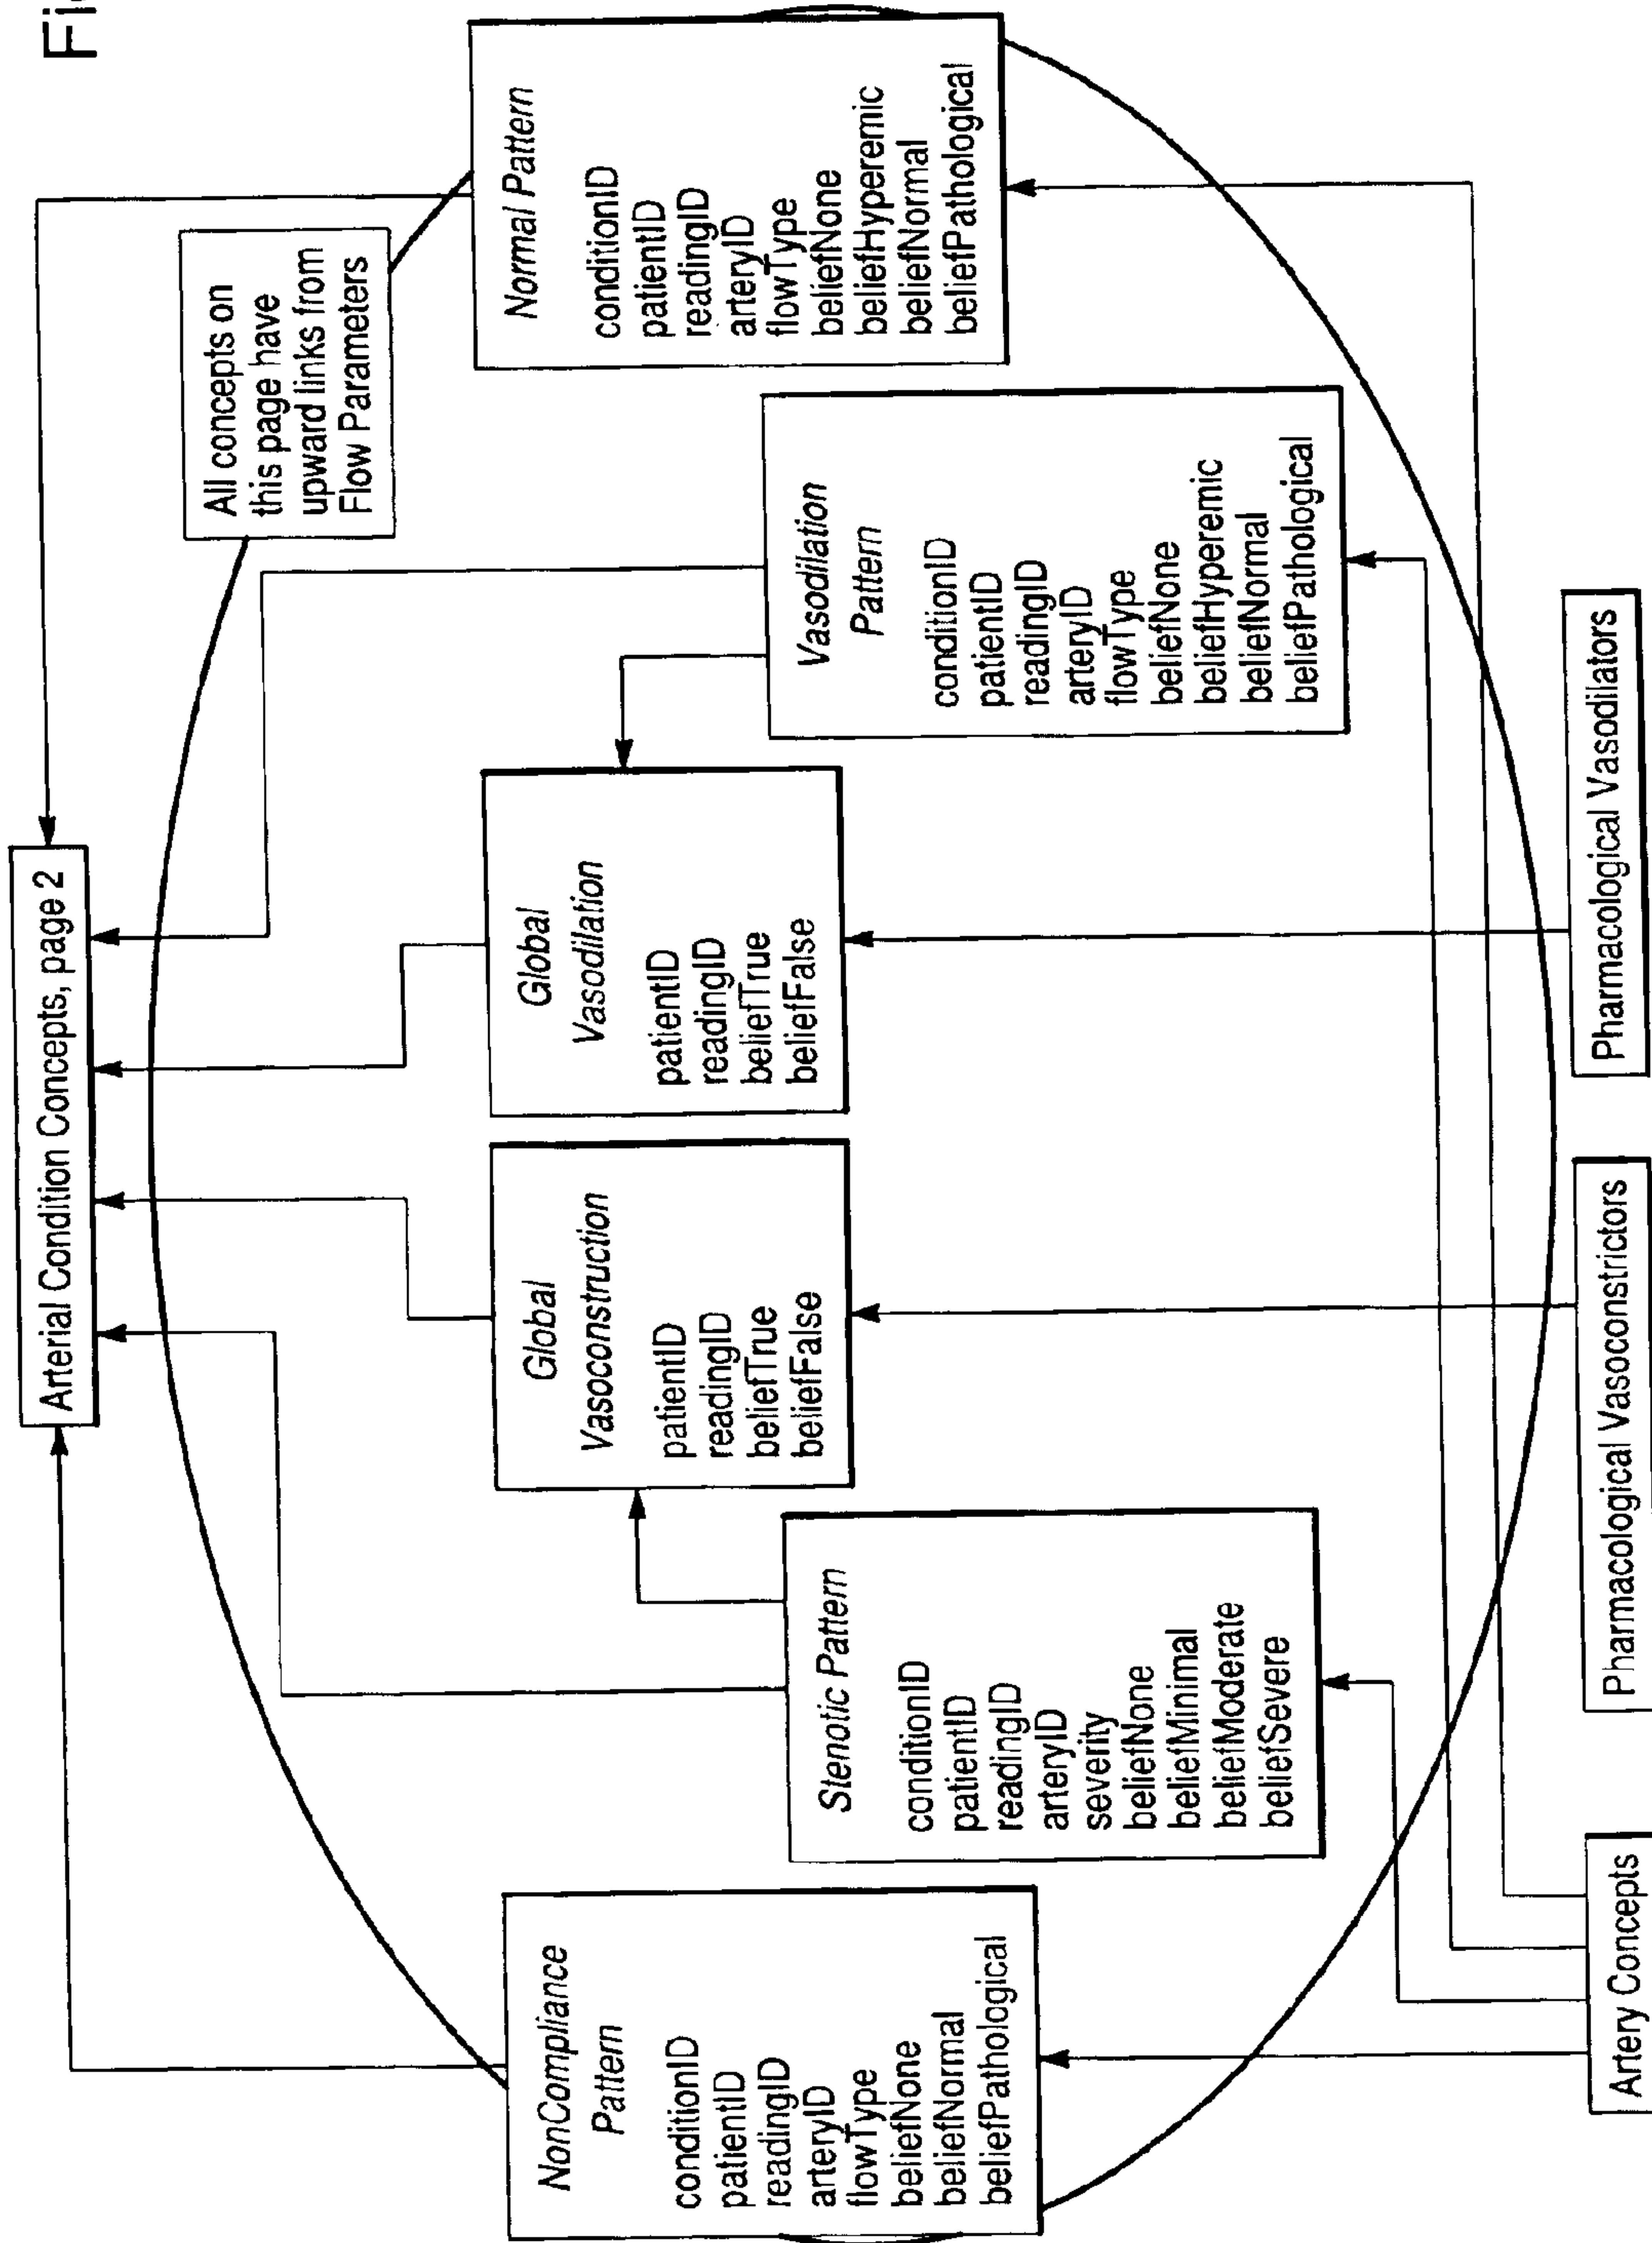 Fi
Arterial Condition Concepts, page 2
All concepts on
this page have
upward links from
Flow Parameters
NonCompliance
Pattern
conditionID
patientID
readingID
arteryID
flowType
beliefNone
beliefNormal
beliefPathological
Stenotic Pattern
conditionID
patientID
readingID
arteryID
severity
beliefNone
beliefMinimal
beliefModerate
beliefSevere
Global
Vasoconstruction
patientID
readingID
beliefTrue
beliefFalse
Global
Vasodilation
patientID
readingID
beliefTrue
beliefFalse
Vasodilation
Pattern
conditionID
patientID
readingID
arteryID
flowType
beliefNone
beliefHyperemic
beliefNormal
beliefPathological
Normal Pattern
conditionID
patientID
readingID
arteryID
flowType
beliefNone
beliefHyperemic
beliefNormal
beliefPathological
Artery Concepts
Pharmacological Vasoconstrictors
Pharmacological Vasodilators